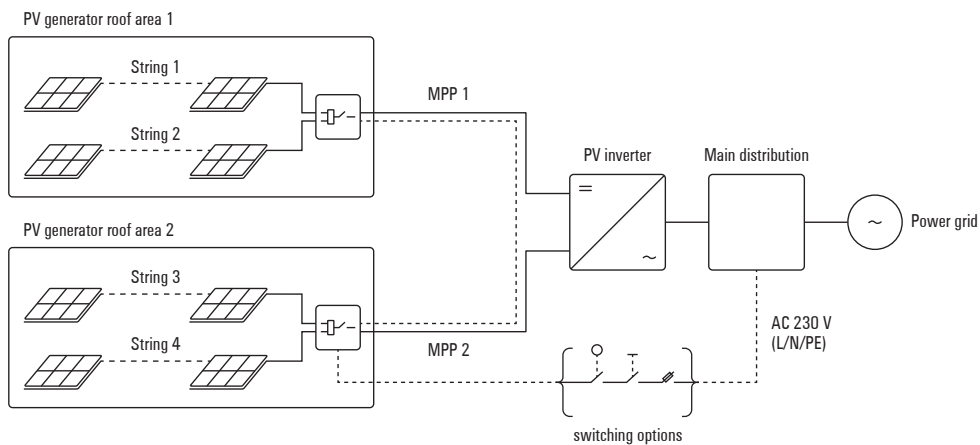 PV generator roof area 1
String 1
String 2
MPP 1
PV inverter
Main distribution
Power grid
PV generator roof area 2
String 3
String 4
MPP 2
AC 230 V
(L/N/PE)
switching options